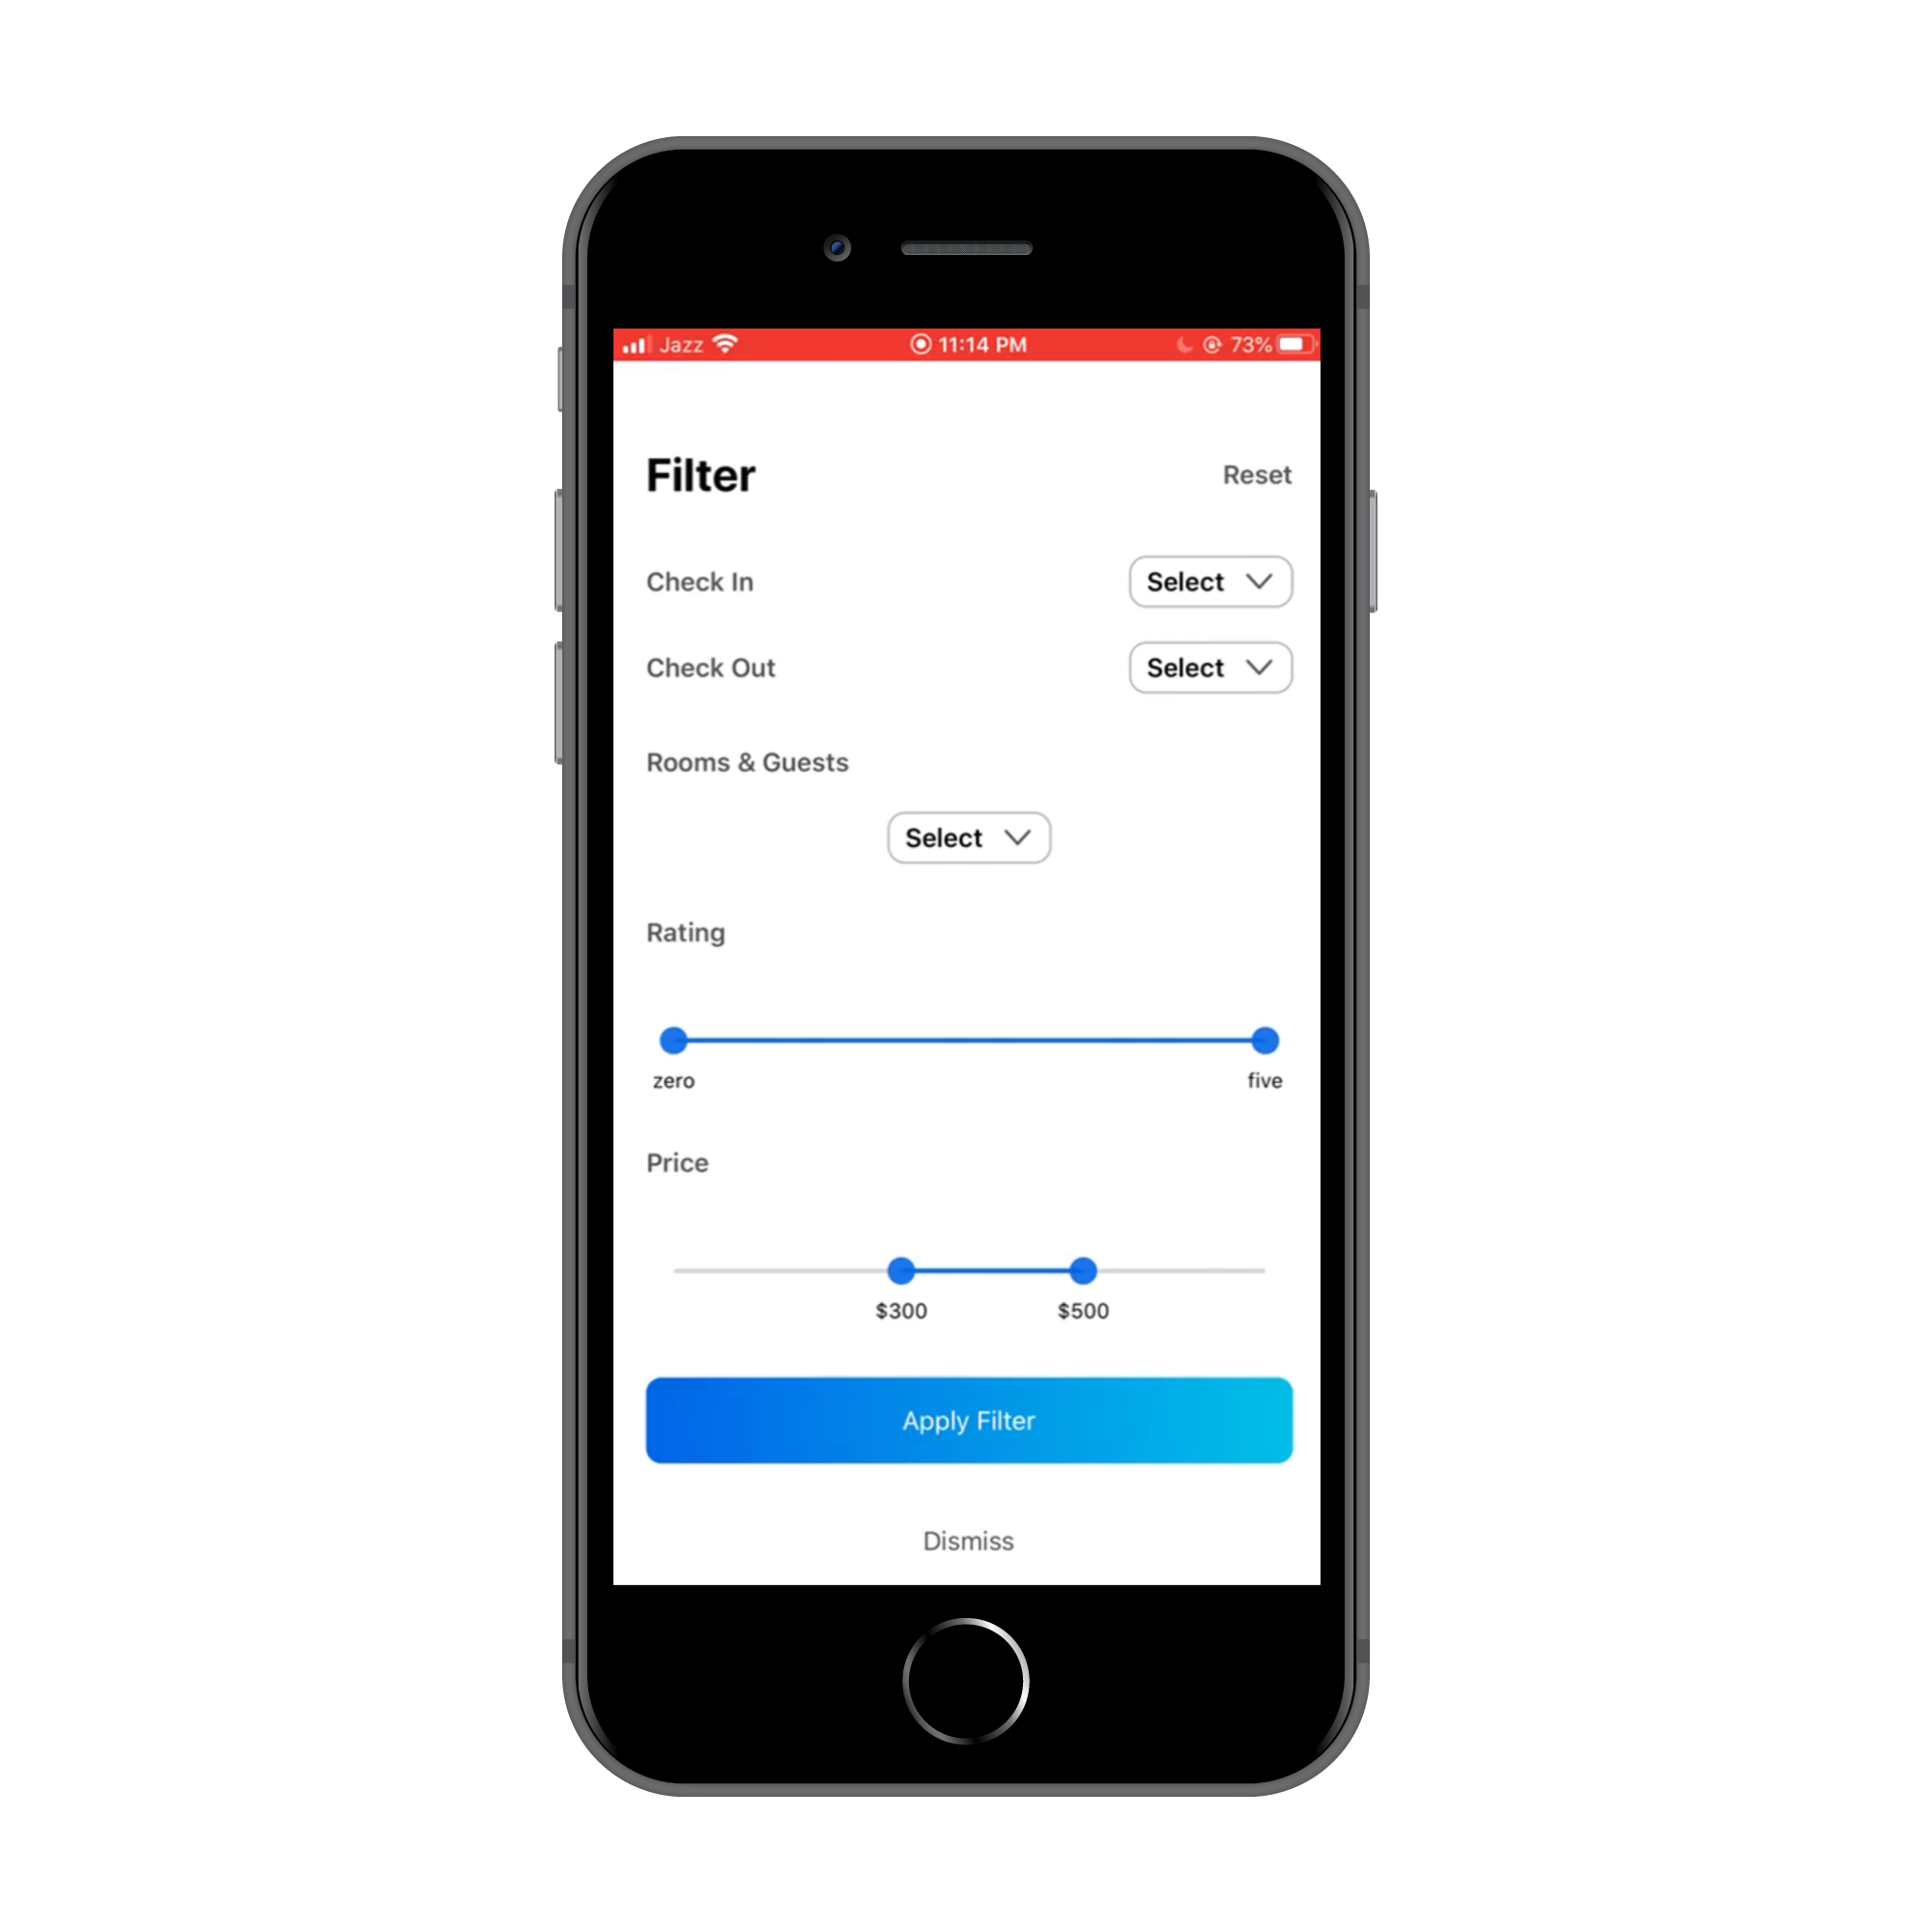 Jazz 11:14 PM 73%
Filter Reset
Check In Select
Check Out Select
Rooms & Guests
Select
Rating
zero five
Price
$300 $500
Apply Filter
Dismiss